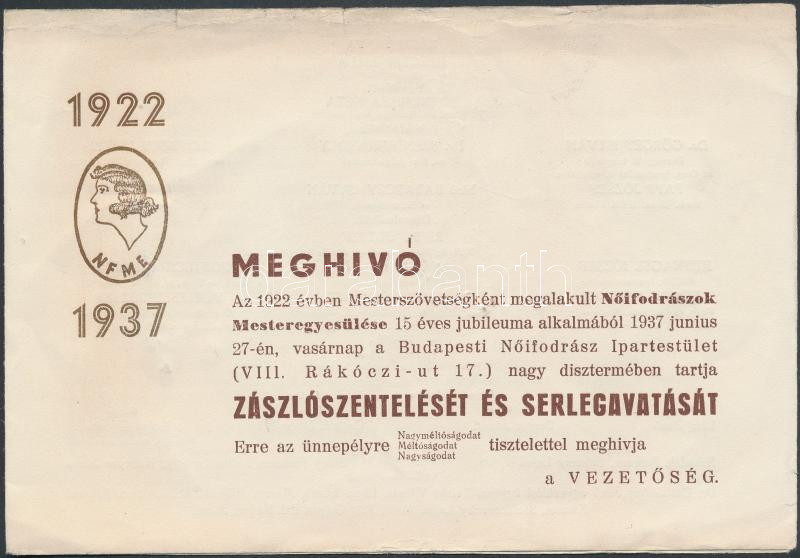 1922
NFME
1937
MEGHIVÓ
Az 1922 évben Mesterszövetségként megalakult Nőifodrászok
Mesteregyesülése 15 éves jubileuma alkalmából 1937 junius
27-én, vasárnap a Budapesti Nőifodrász Ipartestület
(VIII. Rákóczi-ut 17.) nagy disztermében tartja
ZÁSZLÓSZENTELÉSÉT ÉS SERLEGAVATÁSÁT
Erre az ünnepélyre Nagyméltóságodat
Méltóságodat
Nagyságodat tisztelettel meghivja
a VEZETŐSÉG.
darabanth